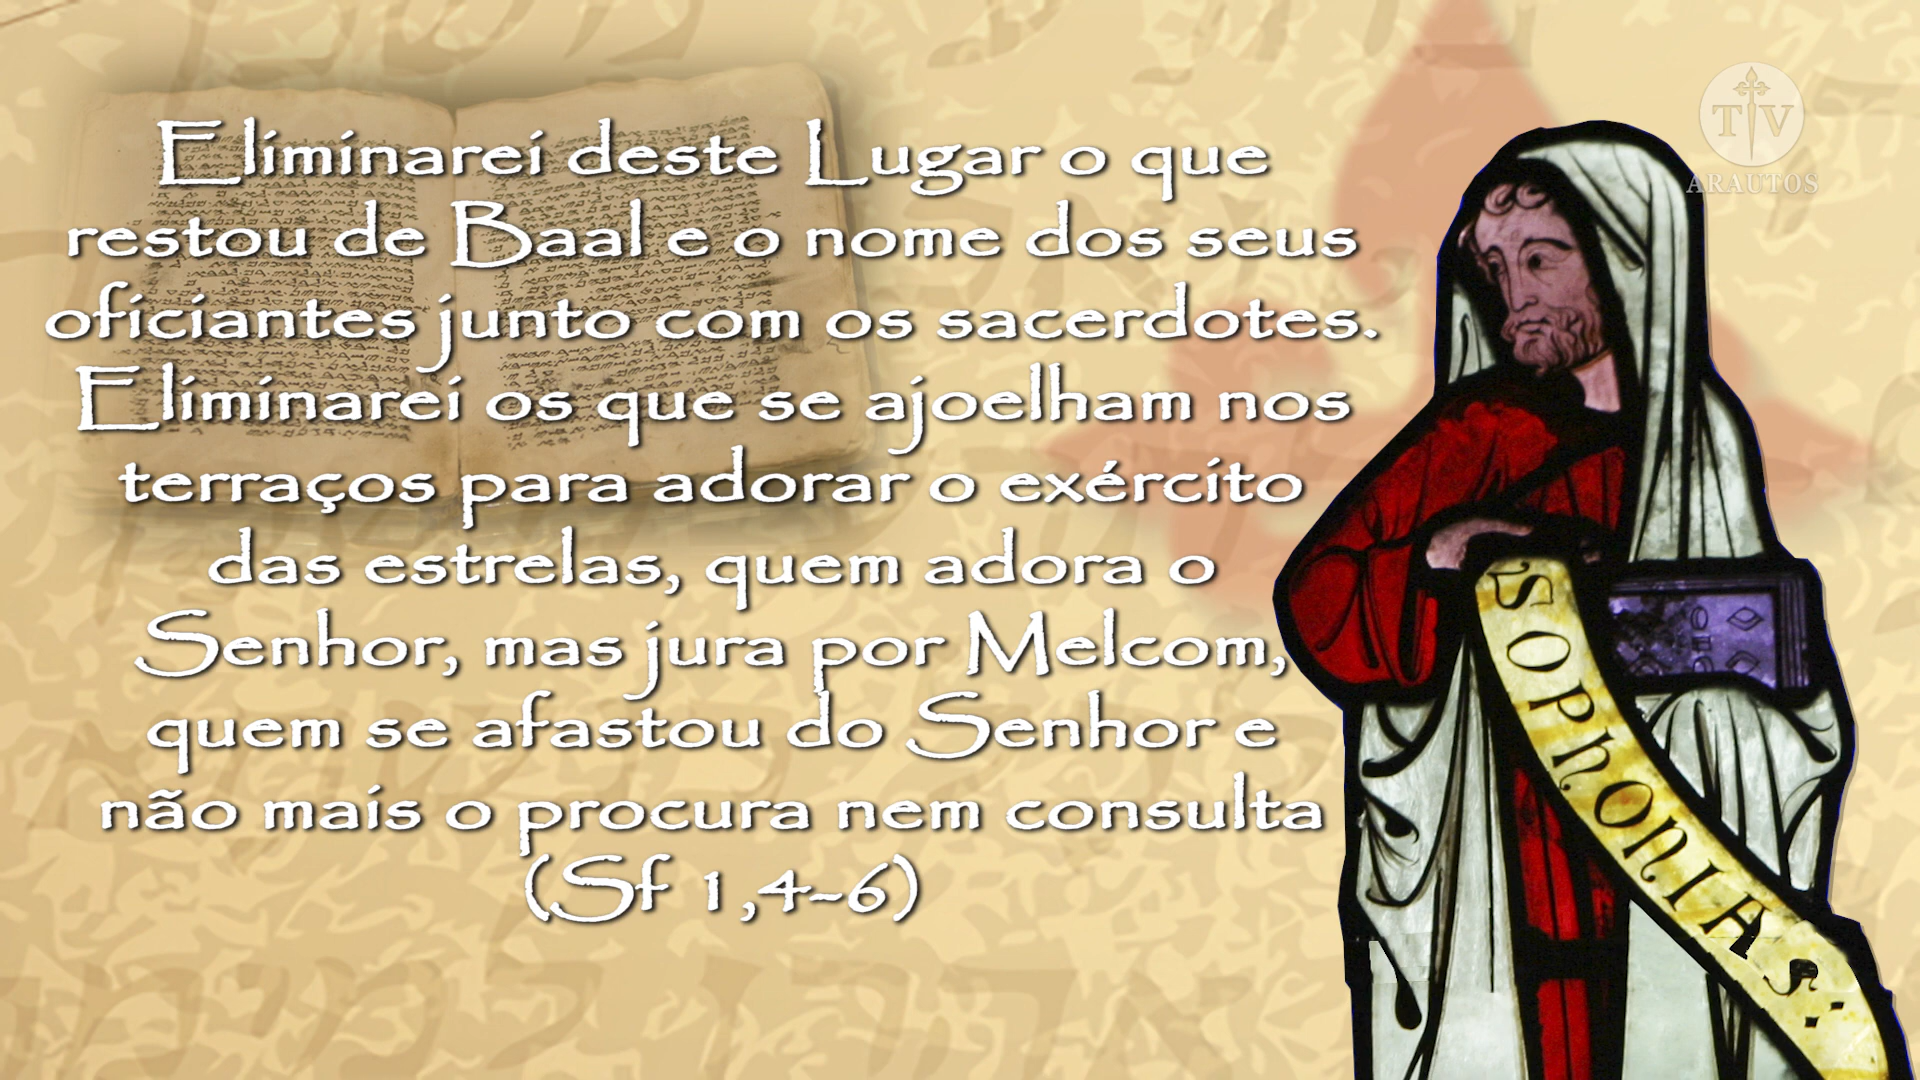 Eliminarei deste Lugar o que
restou de Baal e o nome dos seus
oficiantes junto com os sacerdotes.
Eliminarei os que se ajoelham nos
terraços para adorar o exército
das estrelas, quem adora o
Senhor, mas jura por Melcom,
quem se afastou do Senhor e
não mais o procura nem consulta
(Sf 1,4-6)
TV
ARAUTOS
SOPHONIAS: